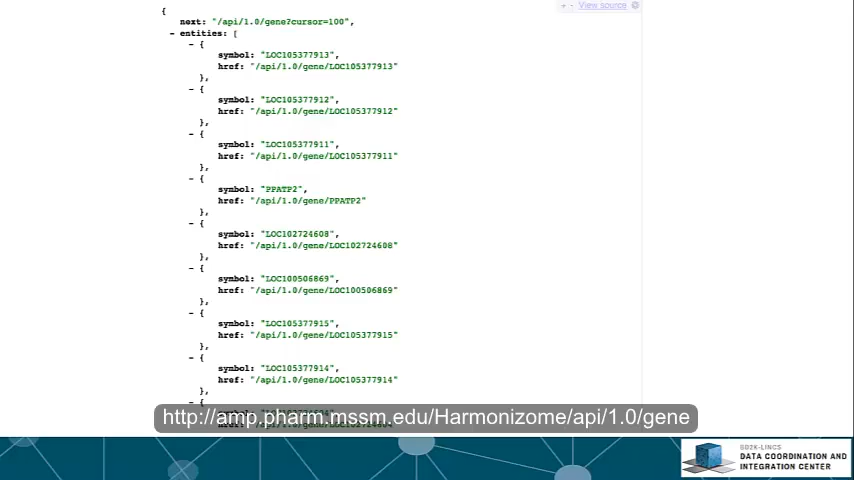 + - View source
{
next: "/api/1.0/gene?cursor=100",
- entities: [
- {
symbol: "LOC105377913",
href: "/api/1.0/gene/LOC105377913"
},
- {
symbol: "LOC105377912",
href: "/api/1.0/gene/LOC105377912"
},
- {
symbol: "LOC105377911",
href: "/api/1.0/gene/LOC105377911"
},
- {
symbol: "PPATP2",
href: "/api/1.0/gene/PPATP2"
},
- {
symbol: "LOC102724608",
href: "/api/1.0/gene/LOC102724608"
},
- {
symbol: "LOC100506869",
href: "/api/1.0/gene/LOC100506869"
},
- {
symbol: "LOC105377915",
href: "/api/1.0/gene/LOC105377915"
},
- {
symbol: "LOC105377914",
href: "/api/1.0/gene/LOC105377914"
},
- {
http://amp.pharm.mssm.edu/Harmonizome/api/1.0/gene
BD2K-LINCS
DATA COORDINATION AND
INTEGRATION CENTER